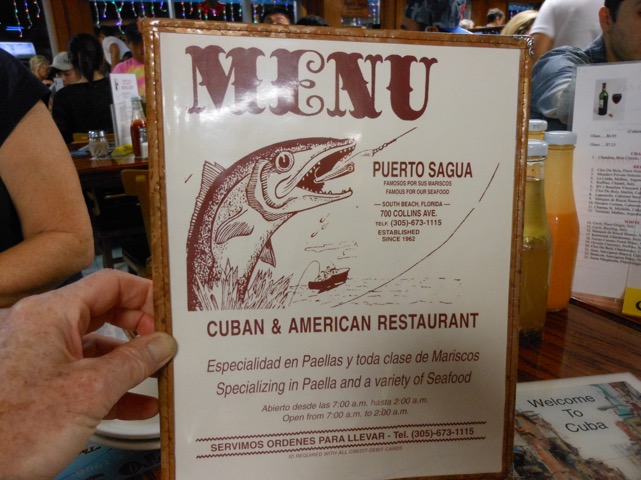 MENU
PUERTO SAGUA
FAMOSOS POR SUS MARISCOS
FAMOUS FOR OUR SEAFOOD
— SOUTH BEACH, FLORIDA —
700 COLLINS AVE.
TELF. (305)-673-1115
ESTABLISHED
SINCE 1962
CUBAN & AMERICAN RESTAURANT
Especialidad en Paellas y toda clase de Mariscos
Specializing in Paella and a variety of Seafood
Abierto desde las 7:00 a.m. hasta 2:00 am.
Open from 7:00 a.m. to 2:00 am.
SERVIMOS ORDENES PARA LLEVAR - Tel. (305)-673-1115
ID REQUIRED WITH ALL CREDIT-DEBIT CARDS
Welcome
To
Cuba